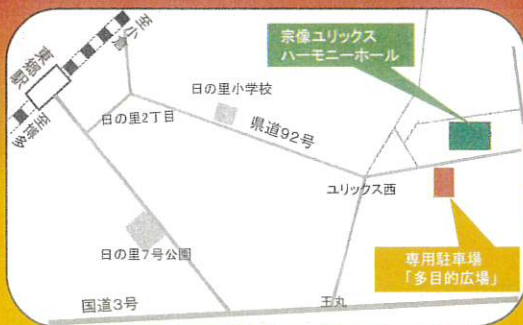 至小倉
東郷駅
至博多
宗像ユリックス
ハーモニーホール
日の里小学校
日の里2丁目
県道92号
ユリックス西
日の里7号公園
専用駐車場
「多目的広場」
国道3号
王丸